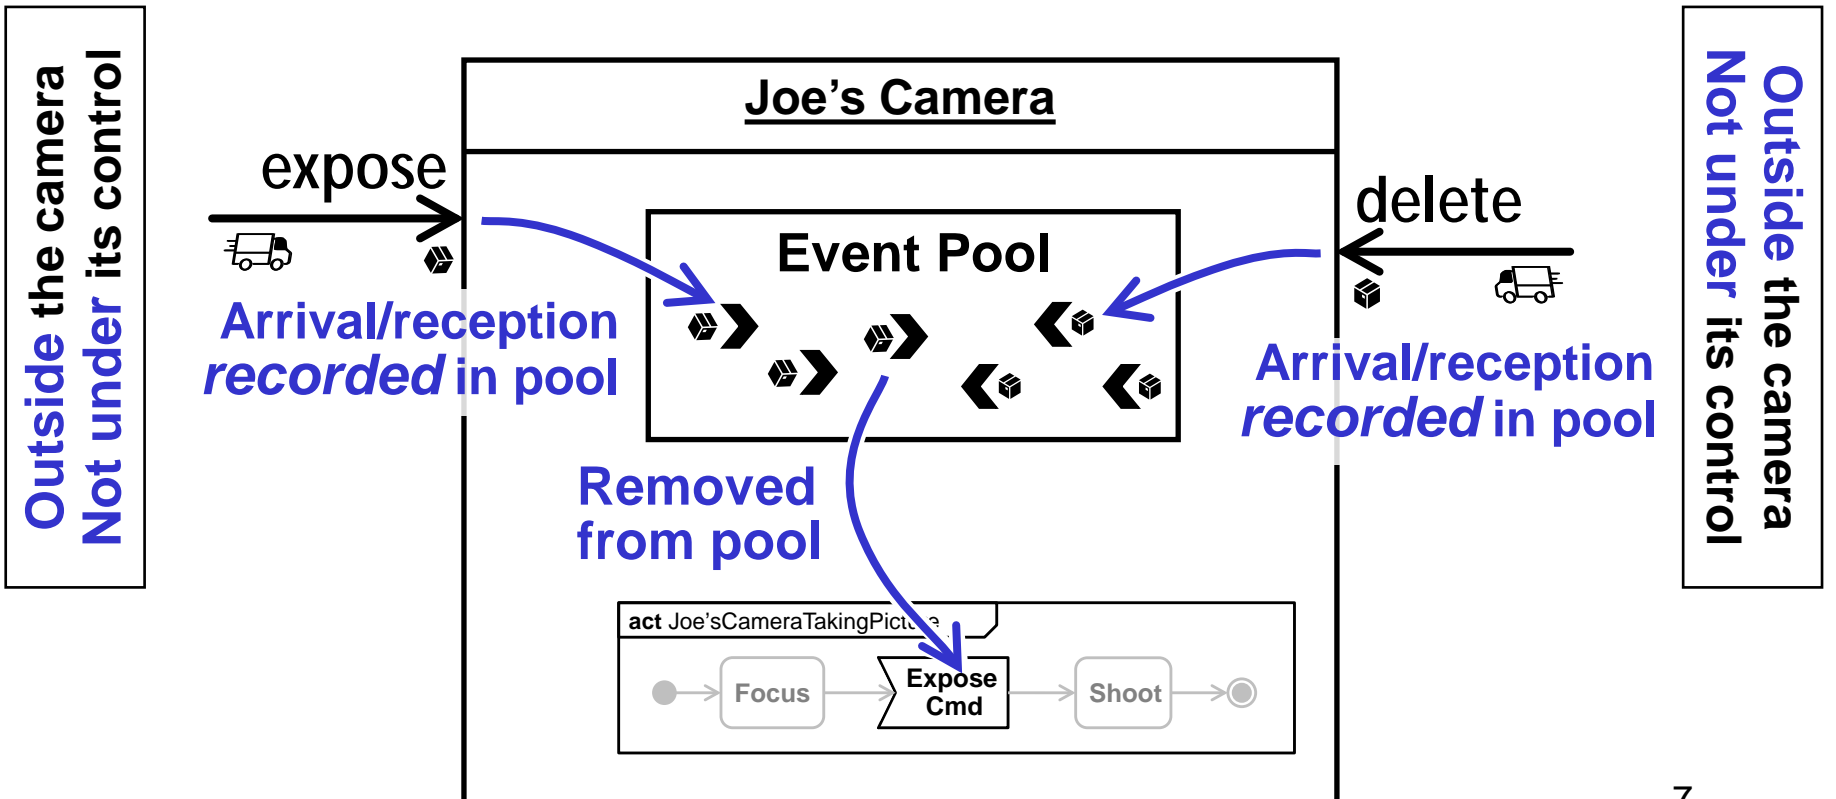 Outside the camera
Not under its control
Joe's Camera
expose
delete
Event Pool
Arrival/reception
recorded in pool
Arrival/reception
recorded in pool
Removed
from pool
act Joe'sCameraTakingPicture
Focus
Expose
Cmd
Shoot
Outside the camera
Not under its control
7